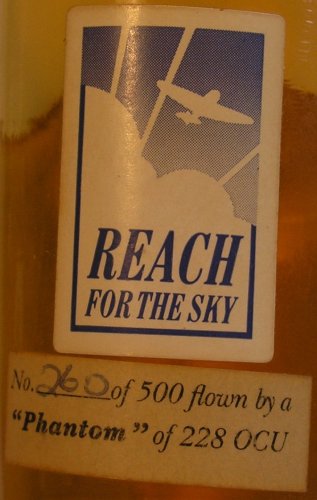 REACH
FOR THE SKY
No. 260 of 500 flown by a
"Phantom" of 228 OCU